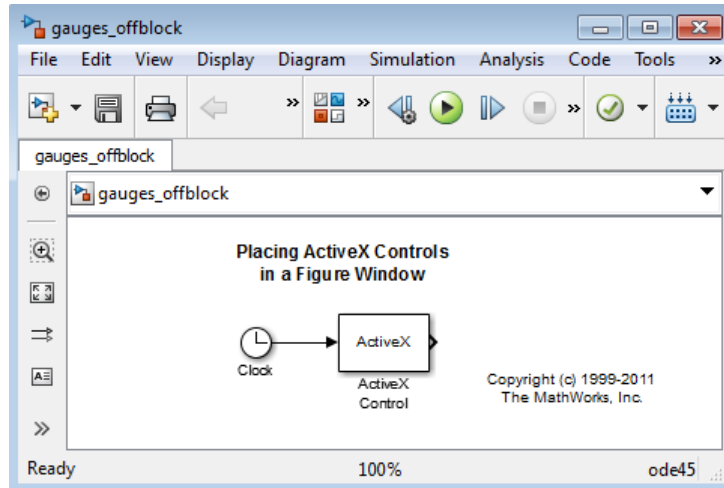 gauges_offblock
File Edit View Display Diagram Simulation Analysis Code Tools »
» »  »
gauges_offblock
gauges_offblock
Placing ActiveX Controls
in a Figure Window
ActiveX
Clock
ActiveX
Control
Copyright (c) 1999-2011
The MathWorks, Inc.
A
»
Ready 100% ode45